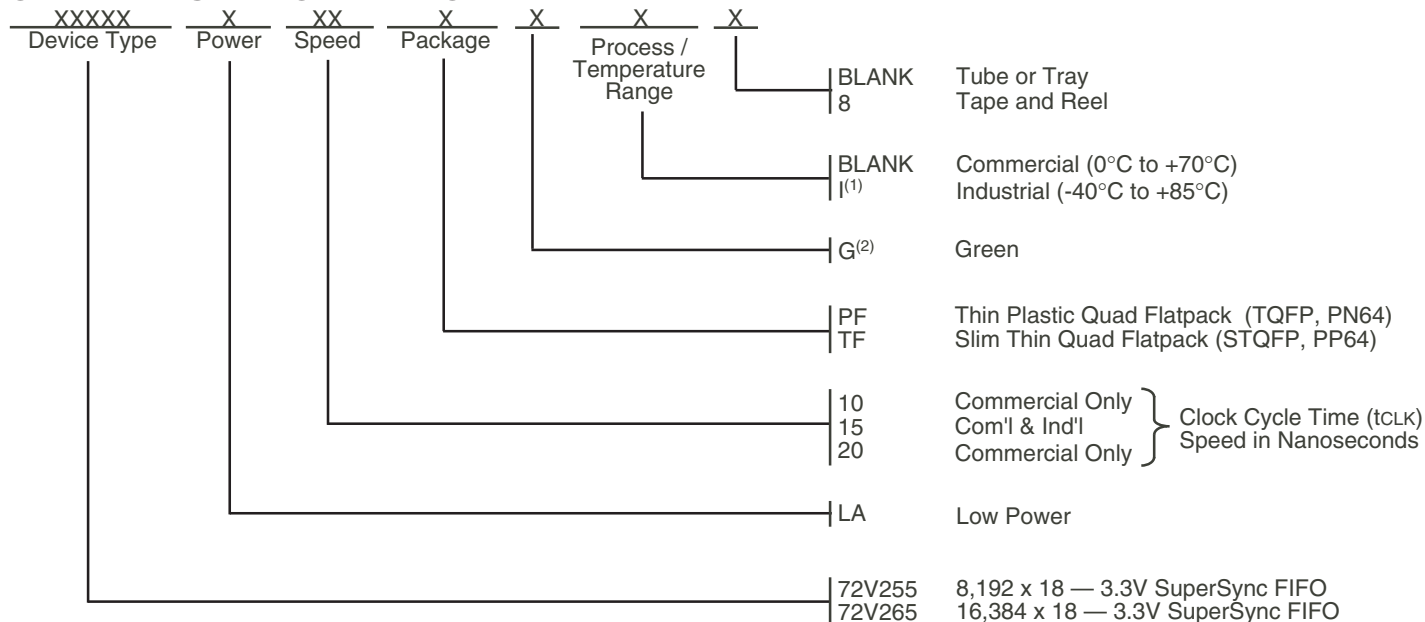 XXXXX X XX X X X X
Device Type Power Speed Package
Process /
Temperature
Range
BLANK Tube or Tray
8 Tape and Reel
BLANK Commercial (0°C to +70°C)
I(1) Industrial (-40°C to +85°C)
G(2) Green
PF Thin Plastic Quad Flatpack (TQFP, PN64)
TF Slim Thin Quad Flatpack (STQFP, PP64)
10 Commercial Only
15 Com'l & Ind'l
20 Commercial Only
Clock Cycle Time (tCLK)
Speed in Nanoseconds
LA Low Power
72V255 8,192 x 18 — 3.3V SuperSync FIFO
72V265 16,384 x 18 — 3.3V SuperSync FIFO